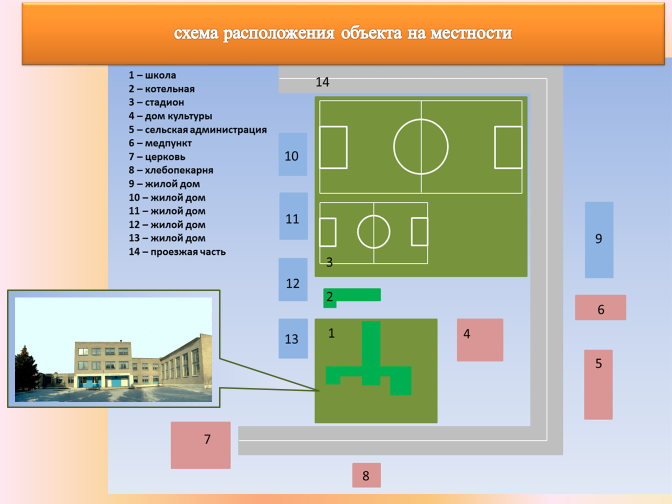 схема расположения объекта на местности
1 – школа
2 – котельная
3 – стадион
4 – дом культуры
5 – сельская администрация
6 – медпункт
7 – церковь
8 – хлебопекарня
9 – жилой дом
10 – жилой дом
11 – жилой дом
12 – жилой дом
13 – жилой дом
14 – проезжая часть
14
10
11
9
3
12
2
6
1
4
13
5
7
8